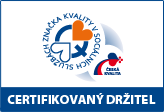 ZNAČKA KVALITY V SOCIÁLNÍCH SLUŽBÁCH
ČESKÁ
KVALITA
CERTIFIKOVANÝ DRŽITEL